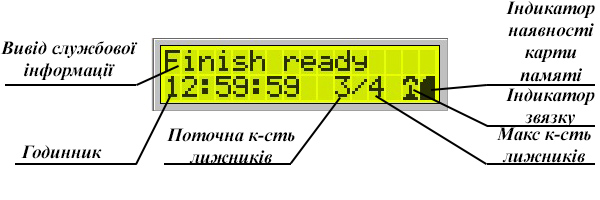 Індикатор
наявності
карти
памяті
Вивід службової
інформації
Finish ready
12:59:59 3/4
Індикатор
звязку
Годинник
Поточна к-сть
лижників
Макс к-сть
лижників